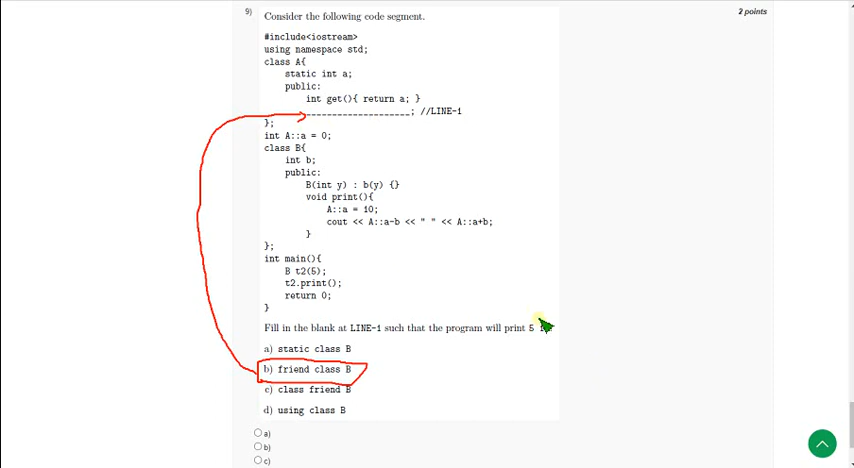 9) Consider the following code segment. 2 points
#include<iostream>
using namespace std;
class A{
static int a;
public:
int get(){ return a; }
____________________; //LINE-1
};
int A::a = 0;
class B{
int b;
public:
B(int y) : b(y) {}
void print(){
A::a = 10;
cout << A::a-b << " " << A::a+b;
}
};
int main(){
B t2(5);
t2.print();
return 0;
}
Fill in the blank at LINE-1 such that the program will print 5
a) static class B
b) friend class B
c) class friend B
d) using class B
a)
b)
c)